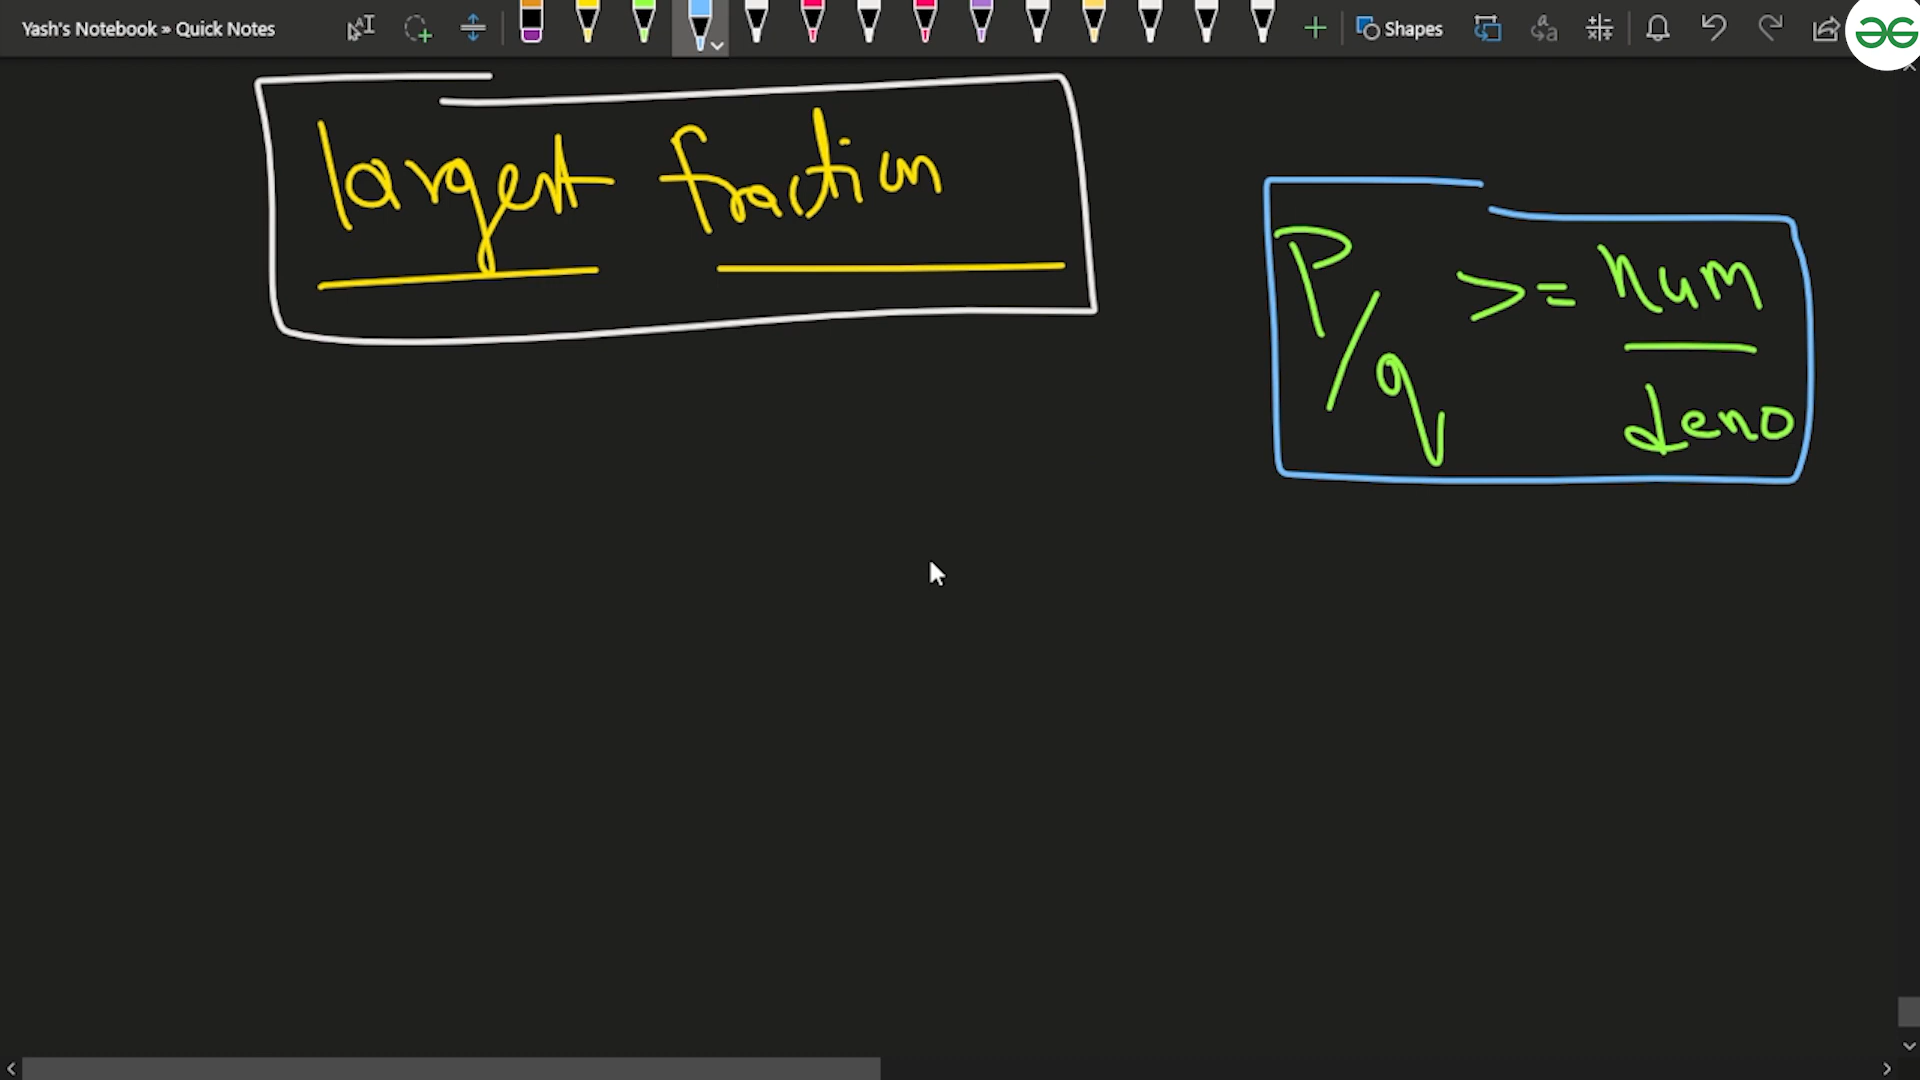 Yash's Notebook » Quick Notes
Shapes
largest fraction
P/q >= num
deno